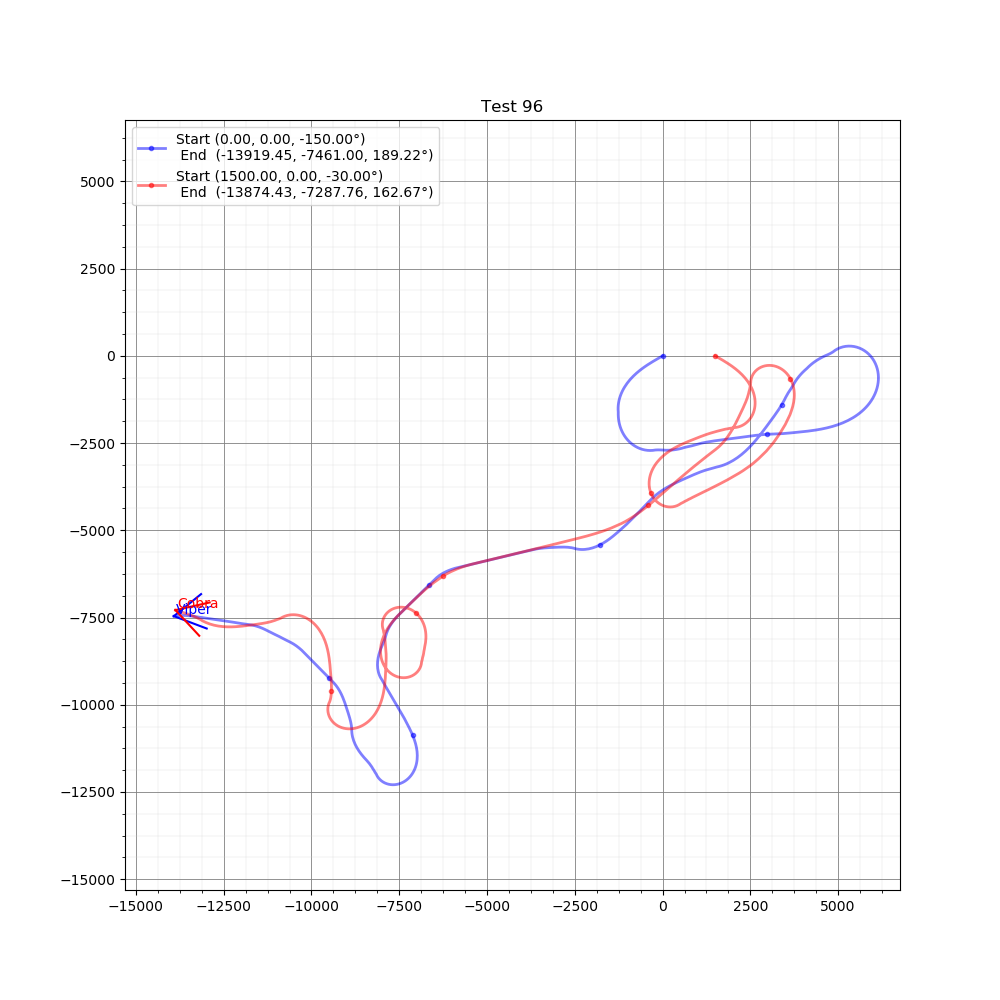 Test 96
Start (0.00, 0.00, -150.00°)
End (-13919.45, -7461.00, 189.22°)
Start (1500.00, 0.00, -30.00°)
End (-13874.43, -7287.76, 162.67°)
5000
2500
0
−2500
−5000
−7500
−10000
−12500
−15000
Cobra
Viper
−15000 −12500 −10000 −7500 −5000 −2500 0 2500 5000